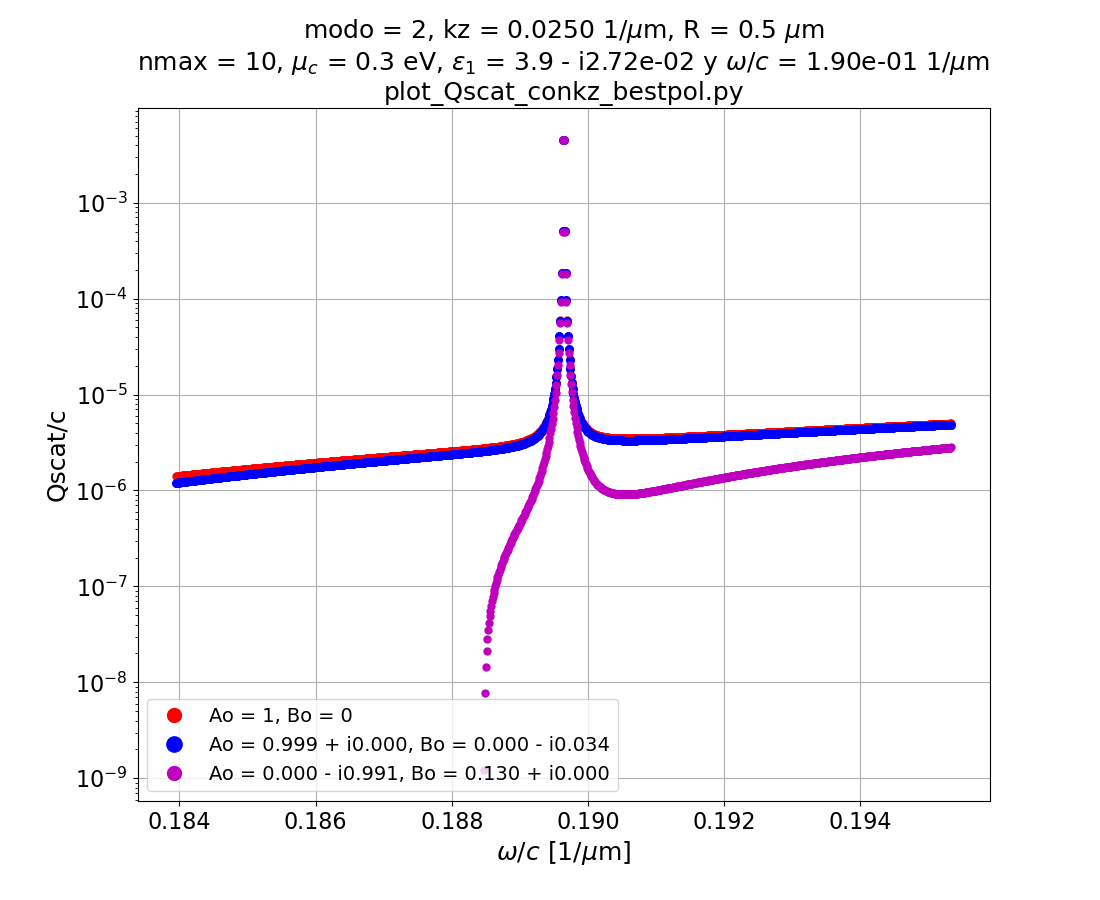 modo = 2, kz = 0.0250 1/μm, R = 0.5 μm
nmax = 10, μc = 0.3 eV, ε1 = 3.9 - i2.72e-02 y ω/c = 1.90e-01 1/μm
plot_Qscat_conkz_bestpol.py
Qscat/c
10⁻³
10⁻⁴
10⁻⁵
10⁻⁶
10⁻⁷
10⁻⁸
10⁻⁹
Ao = 1, Bo = 0
Ao = 0.999 + i0.000, Bo = 0.000 - i0.034
Ao = 0.000 - i0.991, Bo = 0.130 + i0.000
0.184 0.186 0.188 0.190 0.192 0.194
ω/c [1/μm]